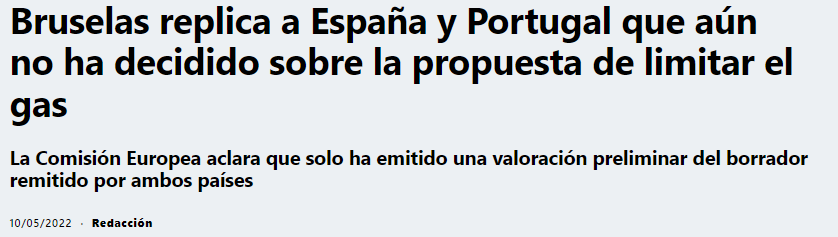 Bruselas replica a España y Portugal que aún
no ha decidido sobre la propuesta de limitar el
gas
La Comisión Europea aclara que solo ha emitido una valoración preliminar del borrador
remitido por ambos países
10/05/2022 · Redacción